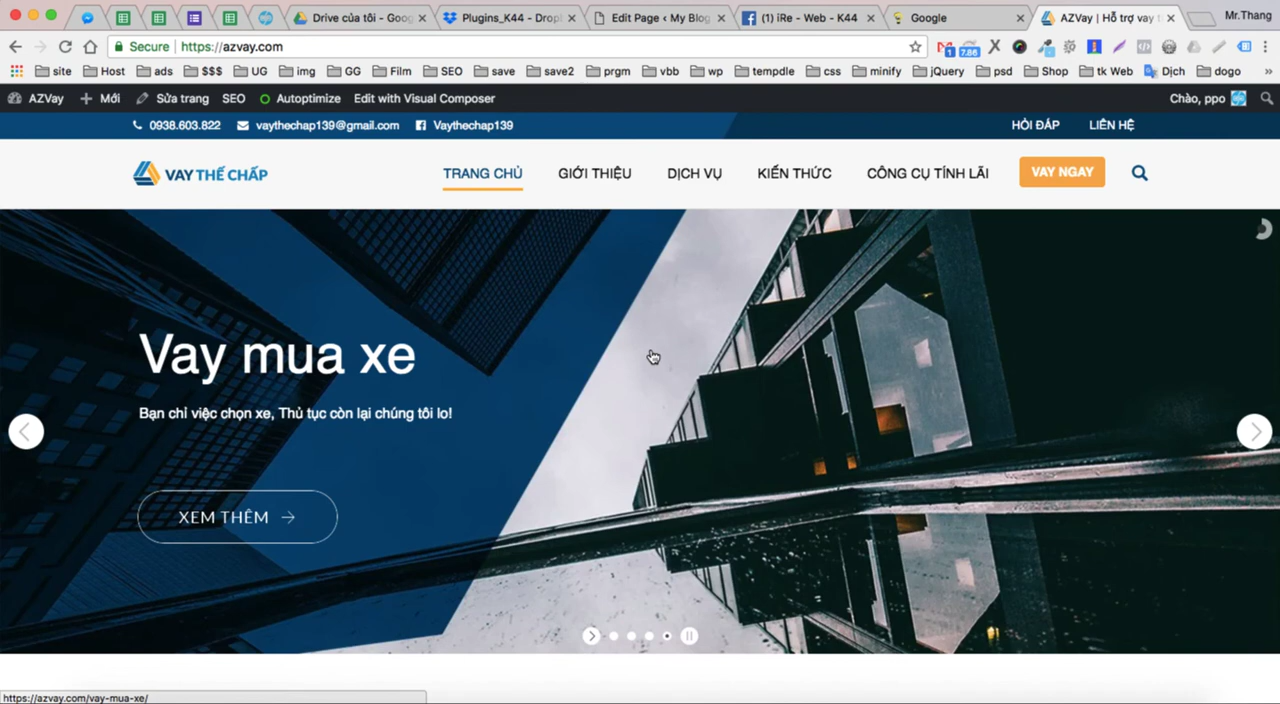 Drive của tôi - Goog
Plugins_K44 - Drop
Edit Page ‹ My Blog
(1) iRe - Web - K44
Google
AZVay | Hỗ trợ vay t
Mr.Thang
Secure
https://azvay.com
1
7.86
site
Host
ads
$$$
UG
img
GG
Film
SEO
save
save2
prgm
vbb
wp
tempdle
css
minify
jQuery
psd
Shop
tk Web
Dịch
dogo
»
AZVay
Mới
Sửa trang
SEO
Autoptimize
Edit with Visual Composer
Chào, ppo
0938.603.822
vaythechap139@gmail.com
Vaythechap139
HỎI ĐÁP
LIÊN HỆ
VAY THẾ CHẤP
TRANG CHỦ
GIỚI THIỆU
DỊCH VỤ
KIẾN THỨC
CÔNG CỤ TÍNH LÃI
VAY NGAY
Vay mua xe
Bạn chỉ việc chọn xe, Thủ tục còn lại chúng tôi lo!
XEM THÊM →
https://azvay.com/vay-mua-xe/